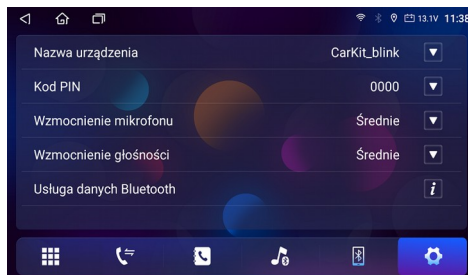 13.1V 11:38
Nazwa urządzenia CarKit_blink
Kod PIN 0000
Wzmocnienie mikrofonu Średnie
Wzmocnienie głośności Średnie
Usługa danych Bluetooth i